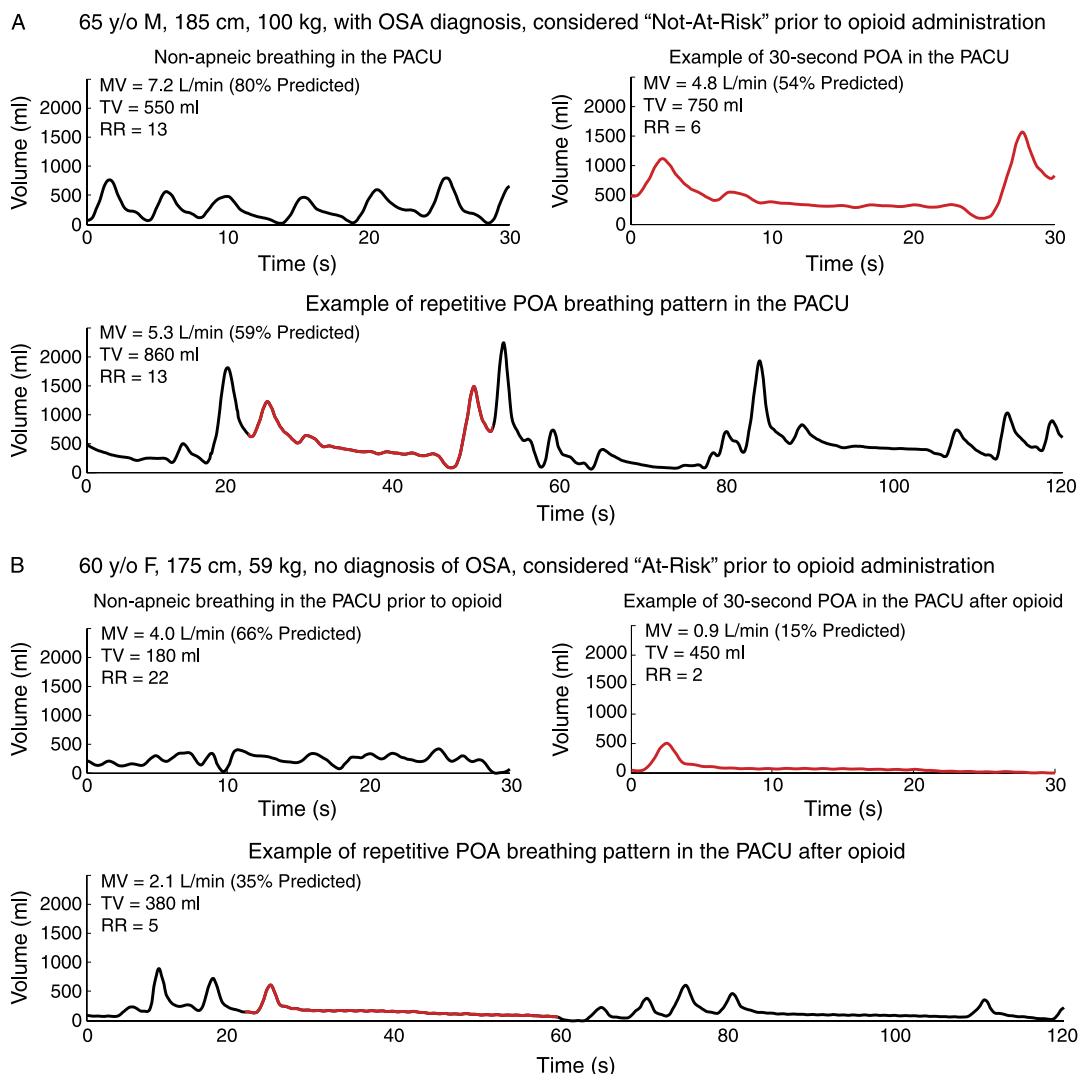 A 65 y/o M, 185 cm, 100 kg, with OSA diagnosis, considered “Not-At-Risk” prior to opioid administration
Non-apneic breathing in the PACU
MV = 7.2 L/min (80% Predicted)
TV = 550 ml
RR = 13
Volume (ml)
2000
1500
1000
500
0
0 10 20 30
Time (s)
Example of 30-second POA in the PACU
MV = 4.8 L/min (54% Predicted)
TV = 750 ml
RR = 6
Volume (ml)
2000
1500
1000
500
0
0 10 20 30
Time (s)
Example of repetitive POA breathing pattern in the PACU
MV = 5.3 L/min (59% Predicted)
TV = 860 ml
RR = 13
Volume (ml)
2000
1500
1000
500
0
0 20 40 60 80 100 120
Time (s)
B 60 y/o F, 175 cm, 59 kg, no diagnosis of OSA, considered “At-Risk” prior to opioid administration
Non-apneic breathing in the PACU prior to opioid
MV = 4.0 L/min (66% Predicted)
TV = 180 ml
RR = 22
Volume (ml)
2000
1500
1000
500
0
10 20 30
Time (s)
Example of 30-second POA in the PACU after opioid
MV = 0.9 L/min (15% Predicted)
TV = 450 ml
RR = 2
Volume (ml)
2000
1500
1000
500
0
0 10 20 30
Time (s)
Example of repetitive POA breathing pattern in the PACU after opioid
MV = 2.1 L/min (35% Predicted)
TV = 380 ml
RR = 5
Volume (ml)
2000
1500
1000
500
0
0 20 40 60 80 100 120
Time (s)